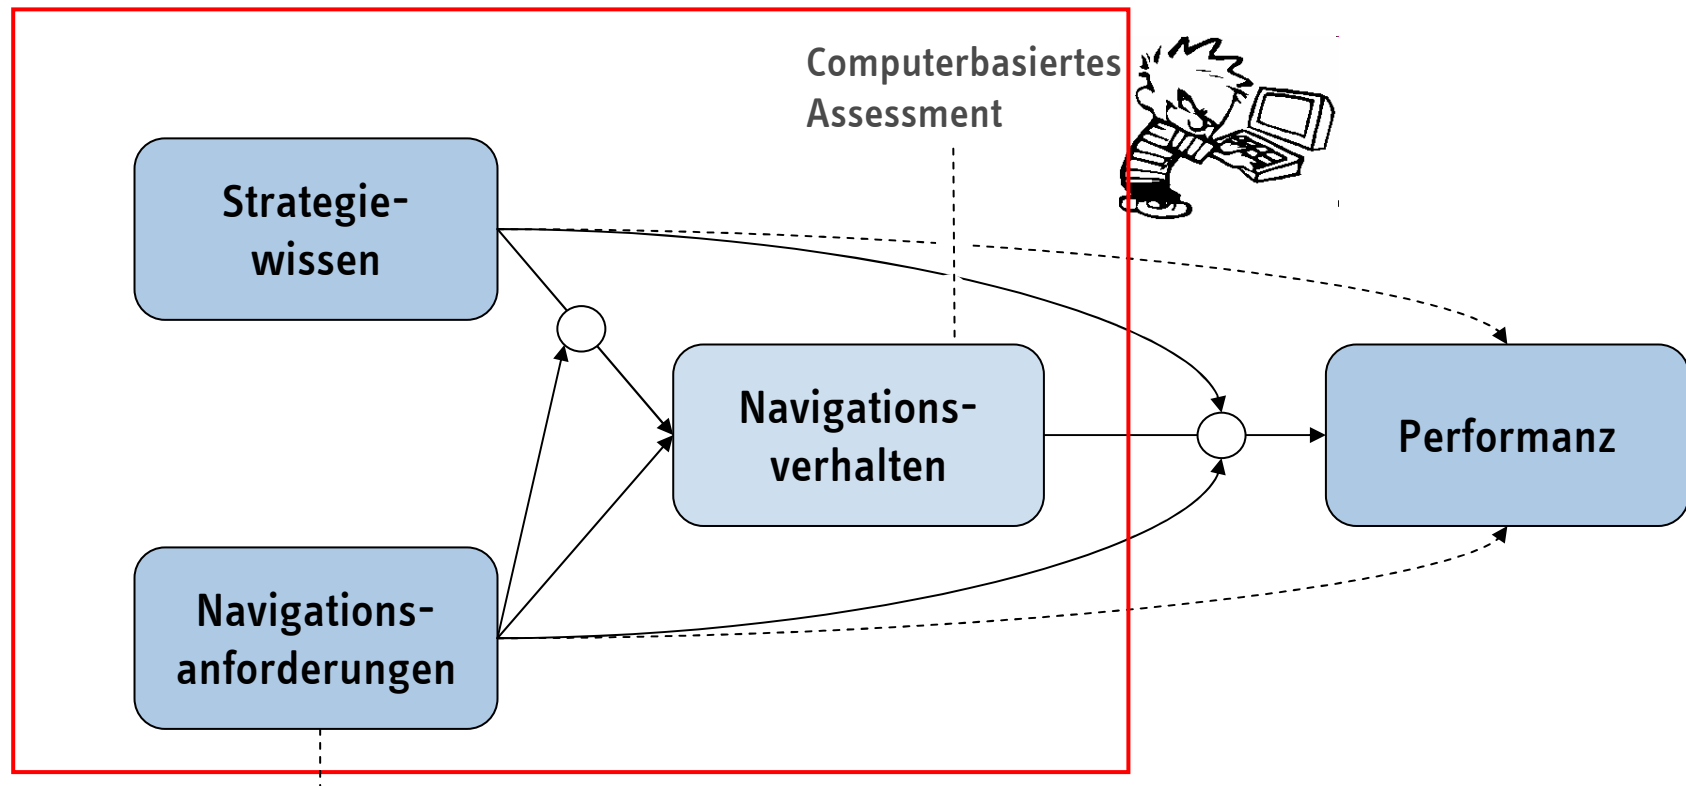 Computerbasiertes
Assessment
Strategie-
wissen
Navigations-
verhalten
Performanz
Navigations-
anforderungen